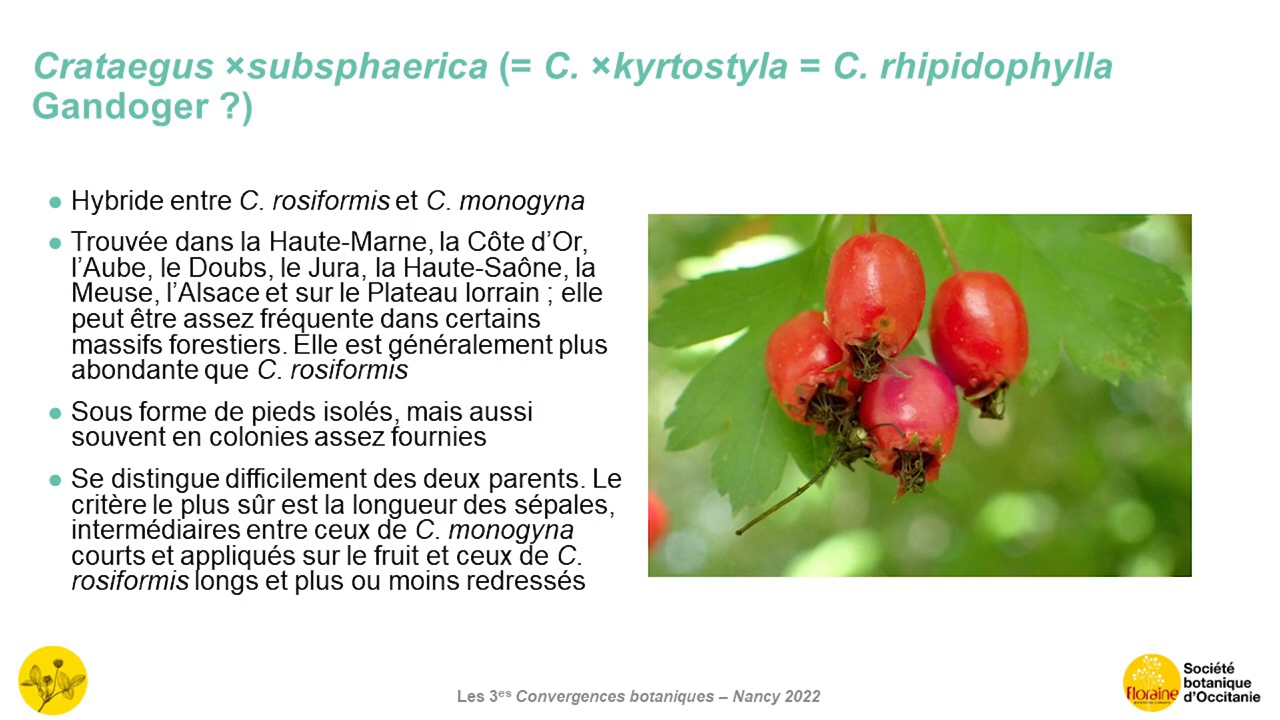 Crataegus ×subsphaerica (= C. ×kyrtostyla = C. rhipidophylla
Gandoger ?)
● Hybride entre C. rosiformis et C. monogyna
● Trouvée dans la Haute-Marne, la Côte d’Or,
l’Aube, le Doubs, le Jura, la Haute-Saône, la
Meuse, l’Alsace et sur le Plateau lorrain ; elle
peut être assez fréquente dans certains
massifs forestiers. Elle est généralement plus
abondante que C. rosiformis
● Sous forme de pieds isolés, mais aussi
souvent en colonies assez fournies
● Se distingue difficilement des deux parents. Le
critère le plus sûr est la longueur des sépales,
intermédiaires entre ceux de C. monogyna
courts et appliqués sur le fruit et ceux de C.
rosiformis longs et plus ou moins redressés
Les 3es Convergences botaniques – Nancy 2022
Floraine
Société
botanique
d’Occitanie